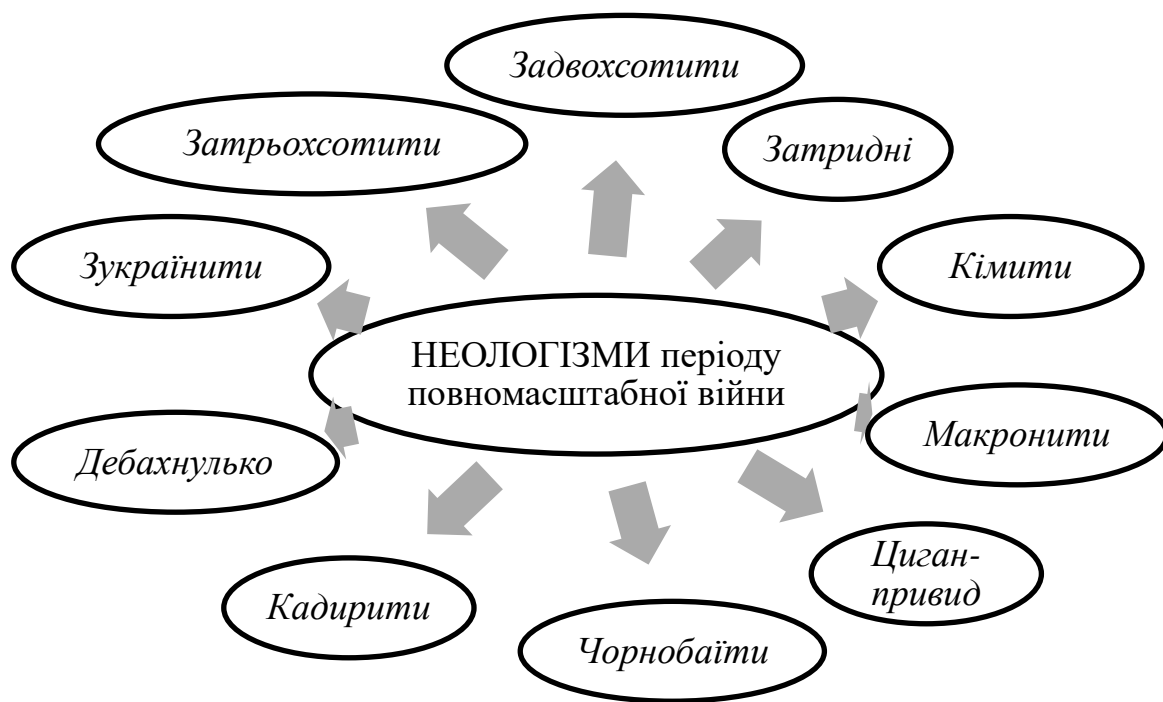 Задвохсотити
Затрьохсотити
Затридні
Зукраїнити
Кімити
НЕОЛОГІЗМИ періоду
повномасштабної війни
Дебахнулько
Макронити
Циган-
привид
Кадирити
Чорнобаїти